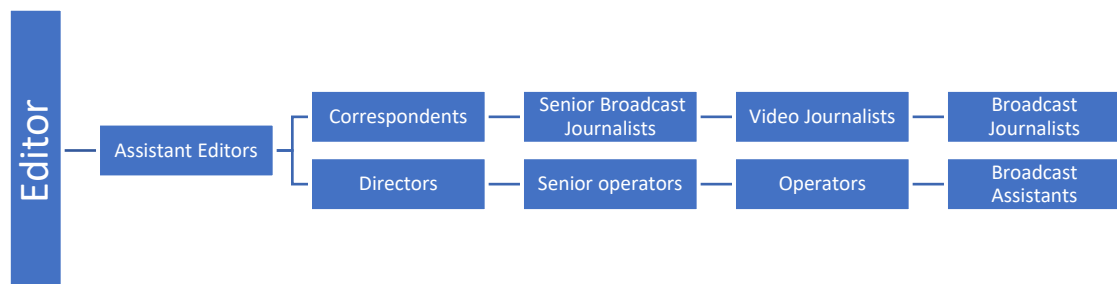 Editor
Assistant Editors
Correspondents
Senior Broadcast
Journalists
Video Journalists
Broadcast
Journalists
Directors
Senior operators
Operators
Broadcast
Assistants